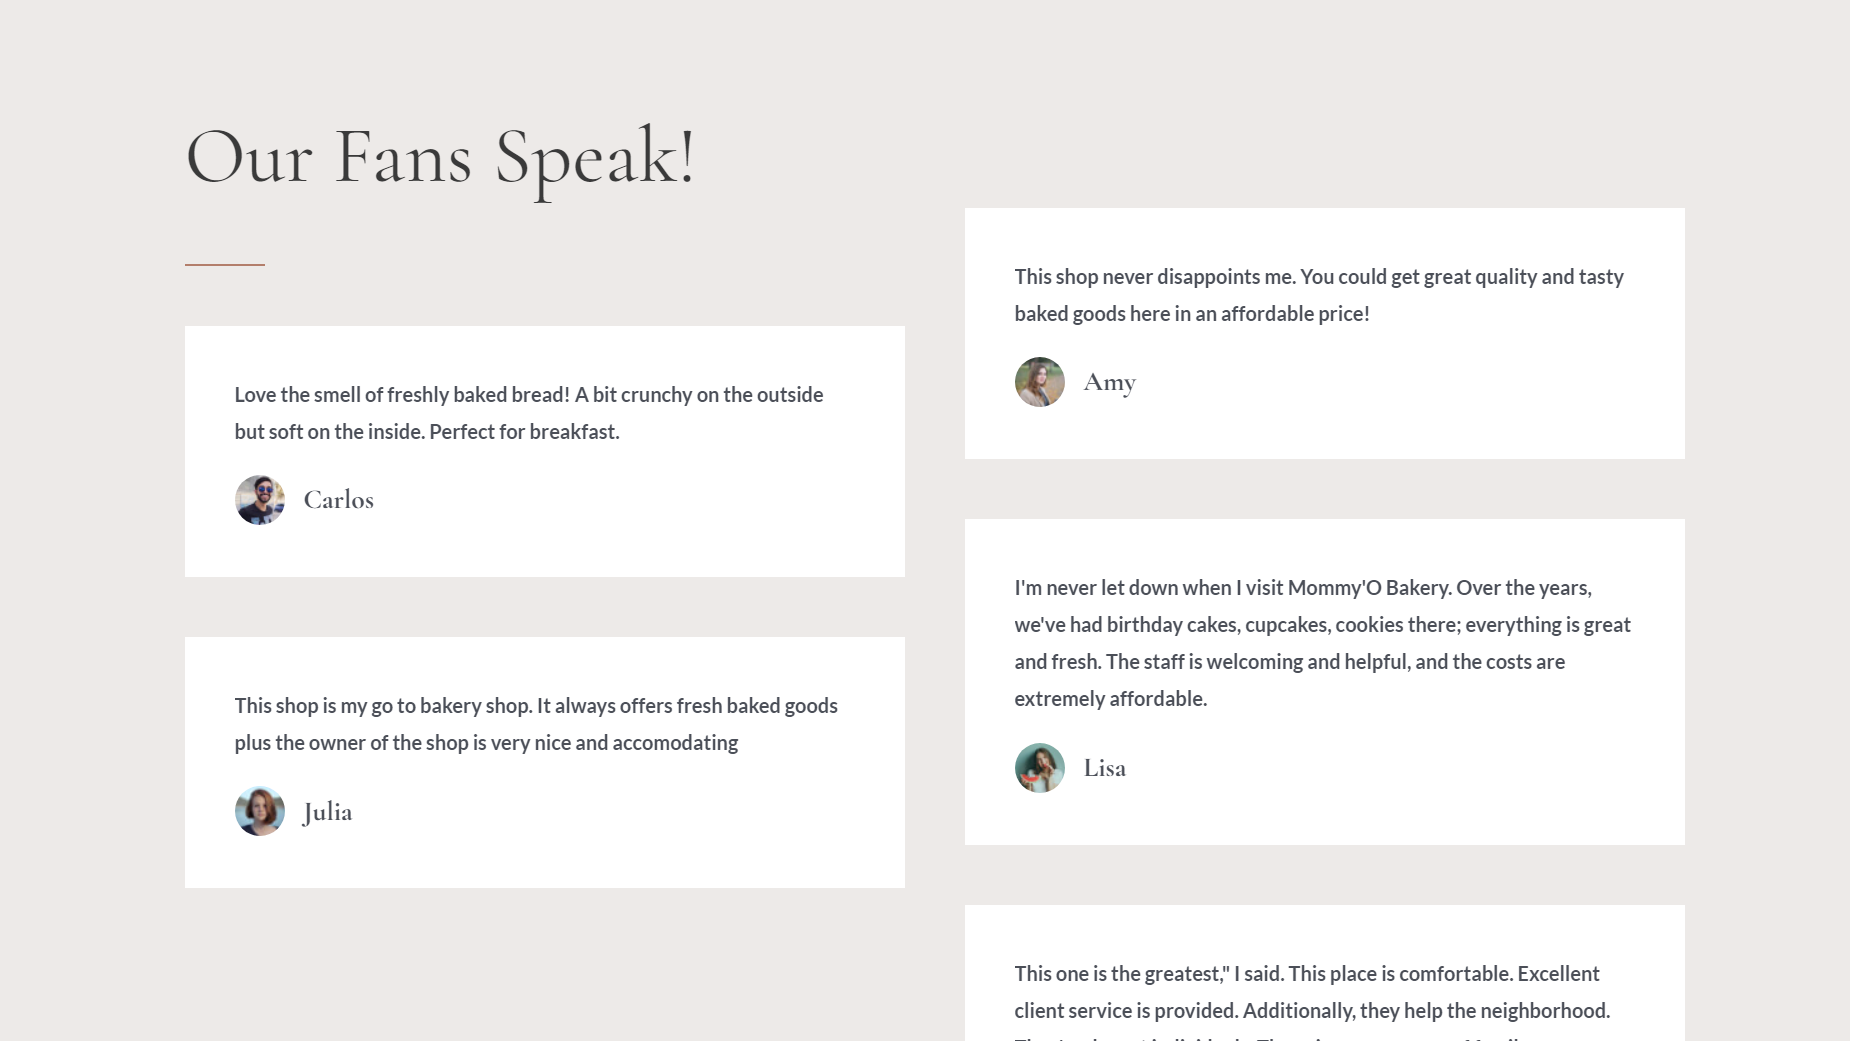 Our Fans Speak!
Love the smell of freshly baked bread! A bit crunchy on the outside
but soft on the inside. Perfect for breakfast.
Carlos
This shop is my go to bakery shop. It always offers fresh baked goods
plus the owner of the shop is very nice and accomodating
Julia
This shop never disappoints me. You could get great quality and tasty
baked goods here in an affordable price!
Amy
I'm never let down when I visit Mommy'O Bakery. Over the years,
we've had birthday cakes, cupcakes, cookies there; everything is great
and fresh. The staff is welcoming and helpful, and the costs are
extremely affordable.
Lisa
This one is the greatest," I said. This place is comfortable. Excellent
client service is provided. Additionally, they help the neighborhood.